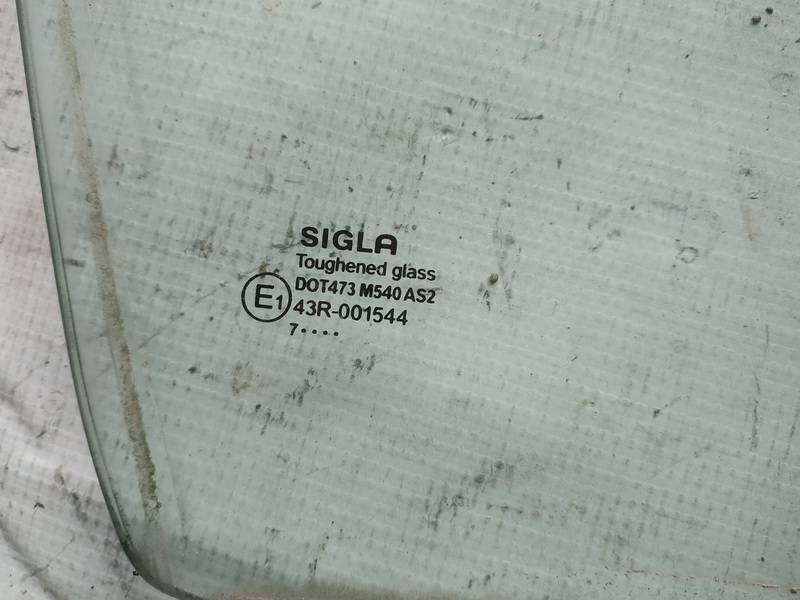 SIGLA
Toughened glass
DOT473 M540 AS2
E1 43R-001544
7····